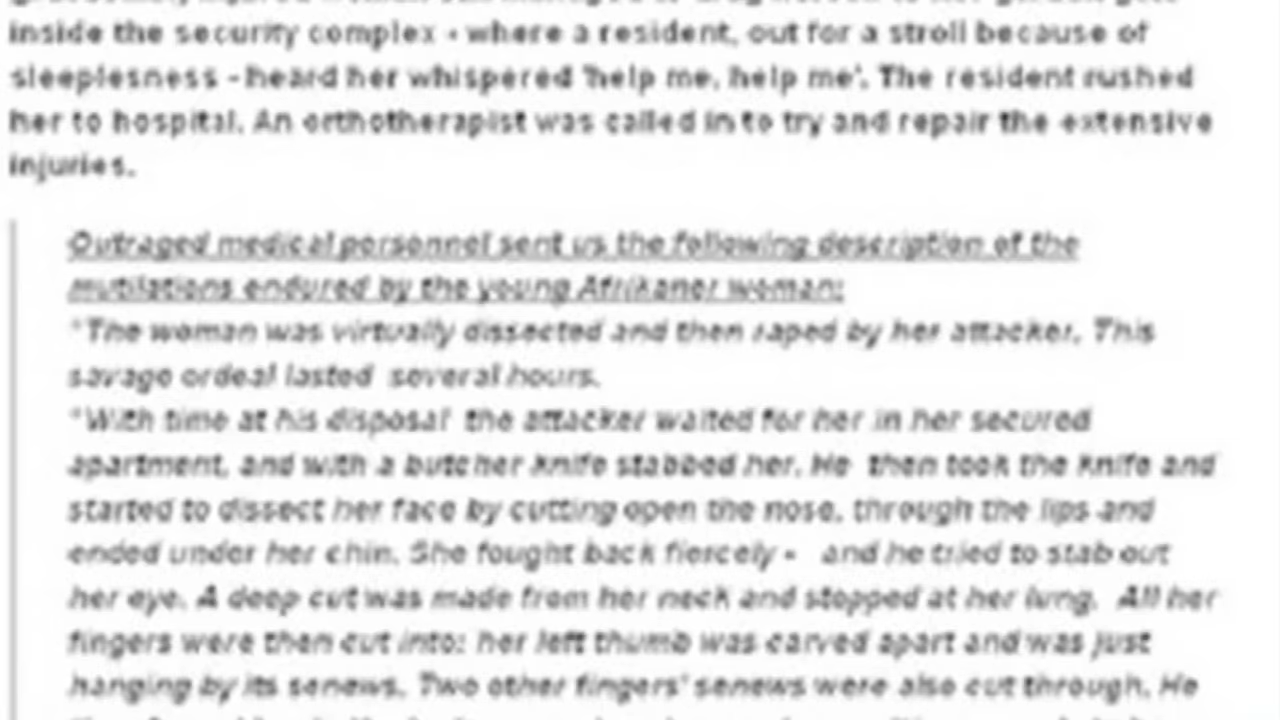 inside the security complex - where a resident, out for a stroll because of
sleeplesness - heard her whispered 'help me, help me'. The resident rushed
her to hospital. An orthotherapist was called in to try and repair the extensive
injuries.
Outraged medical personnel sent us the following description of the
mutilations endured by the young Afrikaner woman:
"The woman was virtually dissected and then raped by her attacker. This
savage ordeal lasted several hours.
"With time at his disposal the attacker waited for her in her secured
apartment, and with a butcher knife stabbed her. He then took the knife and
started to dissect her face by cutting open the nose, through the lips and
ended under her chin. She fought back fiercely - and he tried to stab out
her eye. A deep cut was made from her neck and stopped at her lung. All her
fingers were then cut into: her left thumb was carved apart and was just
hanging by its senews. Two other fingers' senews were also cut through. He